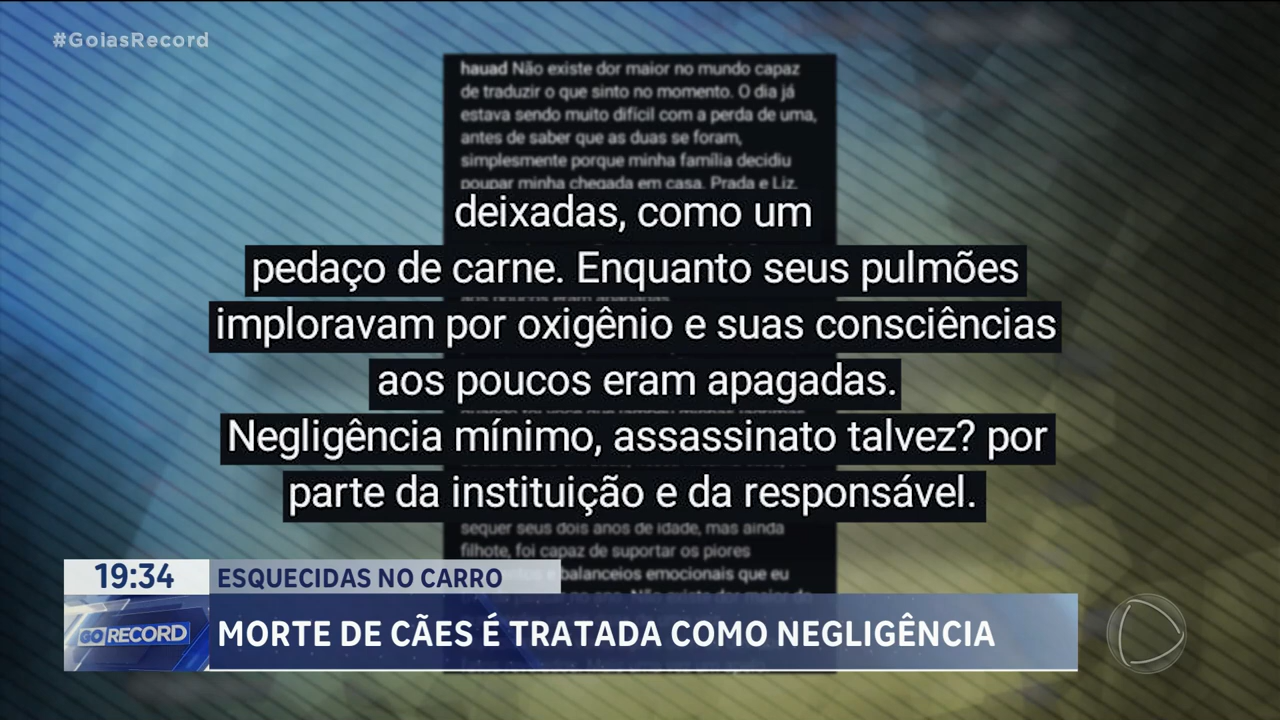 #GoiasRecord
hauad Não existe dor maior no mundo capaz
de traduzir o que sinto no momento. O dia já
estava sendo muito difícil com a perda de uma,
antes de saber que as duas se foram,
simplesmente porque minha família decidiu
poupar minha chegada em casa. Prada e Liz,
deixadas, como um
pedaço de carne. Enquanto seus pulmões
imploravam por oxigênio e suas consciências
aos poucos eram apagadas.
Negligência mínimo, assassinato talvez? por
parte da instituição e da responsável.
sequer seus dois anos de idade, mas ainda
filhote, foi capaz de suportar os piores
balanceios emocionais que eu
19:34
ESQUECIDAS NO CARRO
GO RECORD
MORTE DE CÃES É TRATADA COMO NEGLIGÊNCIA